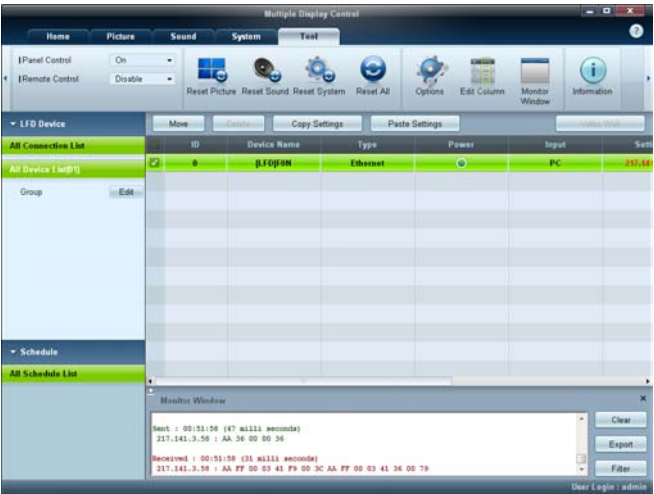 Multiple Display Control
Home Picture Sound System Tool
Panel Control On
Remote Control Disable
Reset Picture Reset Sound Reset System Reset All Options Edit Column Monitor Window Information
LFD Device
Move Delete Copy Settings Paste Settings Video Wall
All Connection List
ID Device Name Type Power Input Setti
All Device List(01)
0 [LFD]F0N Ethernet PC 217.141
Group Edit
Schedule
All Schedule List
Monitor Window
Sent : 00:51:58 (47 milli seconds)
217.141.3.58 : AA 36 00 00 36
Received : 00:51:58 (31 milli seconds)
217.141.3.58 : AA FF 00 03 41 F9 00 3C AA FF 00 03 41 36 00 79
Clear
Export
Filter
User Login : admin